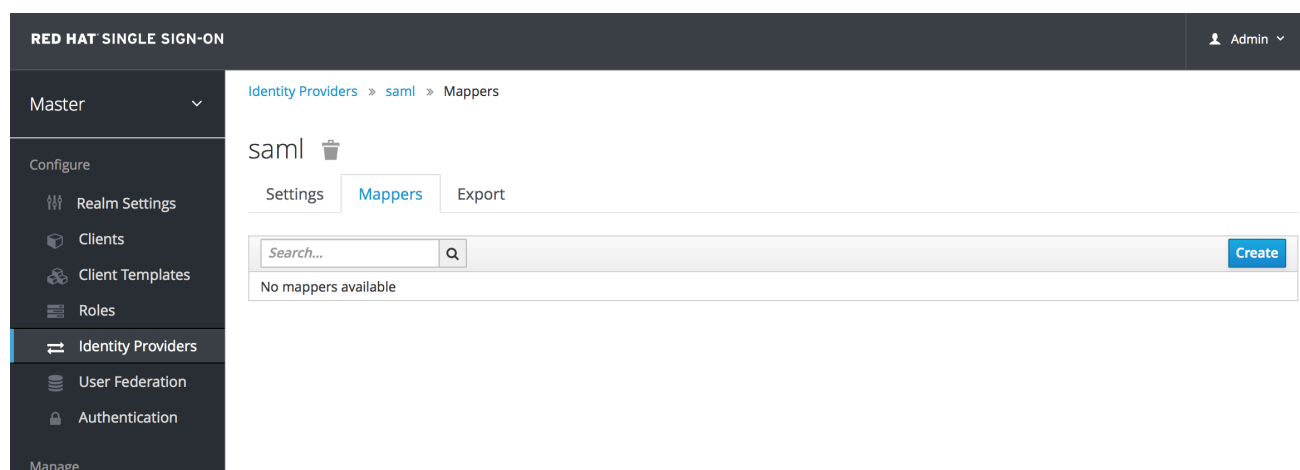 RED HAT SINGLE SIGN-ON
Admin
Master
Identity Providers » saml » Mappers
saml
Configure
Settings Mappers Export
Realm Settings
Clients
Search... Create
Client Templates
No mappers available
Roles
Identity Providers
User Federation
Authentication
Manage